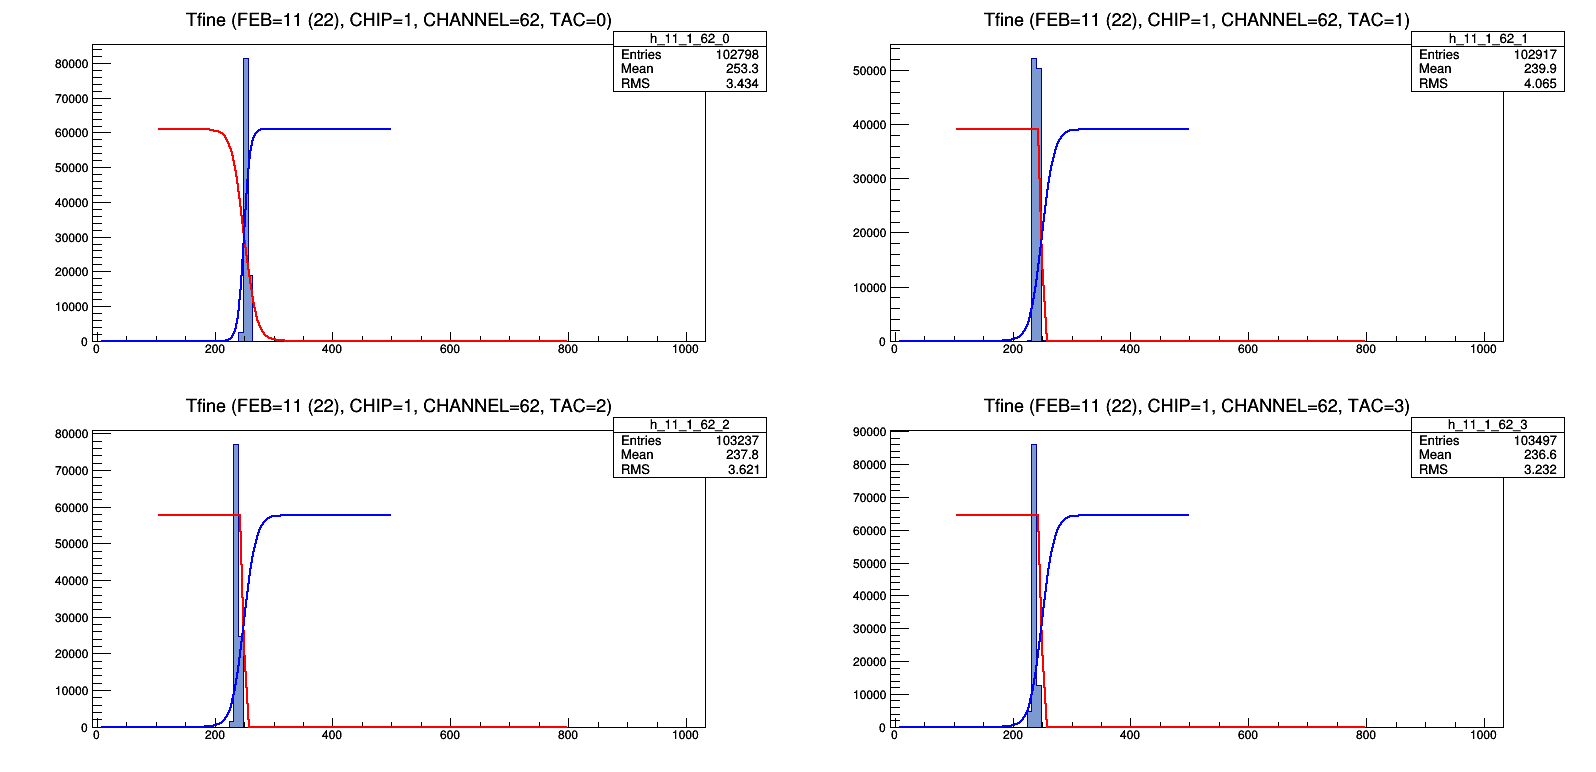 Tfine (FEB=11 (22), CHIP=1, CHANNEL=62, TAC=0)
h_11_1_62_0
Entries 102798
Mean 253.3
RMS 3.434
80000
70000
60000
50000
40000
30000
20000
10000
0
0 200 400 600 800 1000
Tfine (FEB=11 (22), CHIP=1, CHANNEL=62, TAC=1)
h_11_1_62_1
Entries 102917
Mean 239.9
RMS 4.065
50000
40000
30000
20000
10000
0
0 200 400 600 800 1000
Tfine (FEB=11 (22), CHIP=1, CHANNEL=62, TAC=2)
h_11_1_62_2
Entries 103237
Mean 237.8
RMS 3.621
80000
70000
60000
50000
40000
30000
20000
10000
0
0 200 400 600 800 1000
Tfine (FEB=11 (22), CHIP=1, CHANNEL=62, TAC=3)
h_11_1_62_3
Entries 103497
Mean 236.6
RMS 3.232
90000
80000
70000
60000
50000
40000
30000
20000
10000
0
0 200 400 600 800 1000